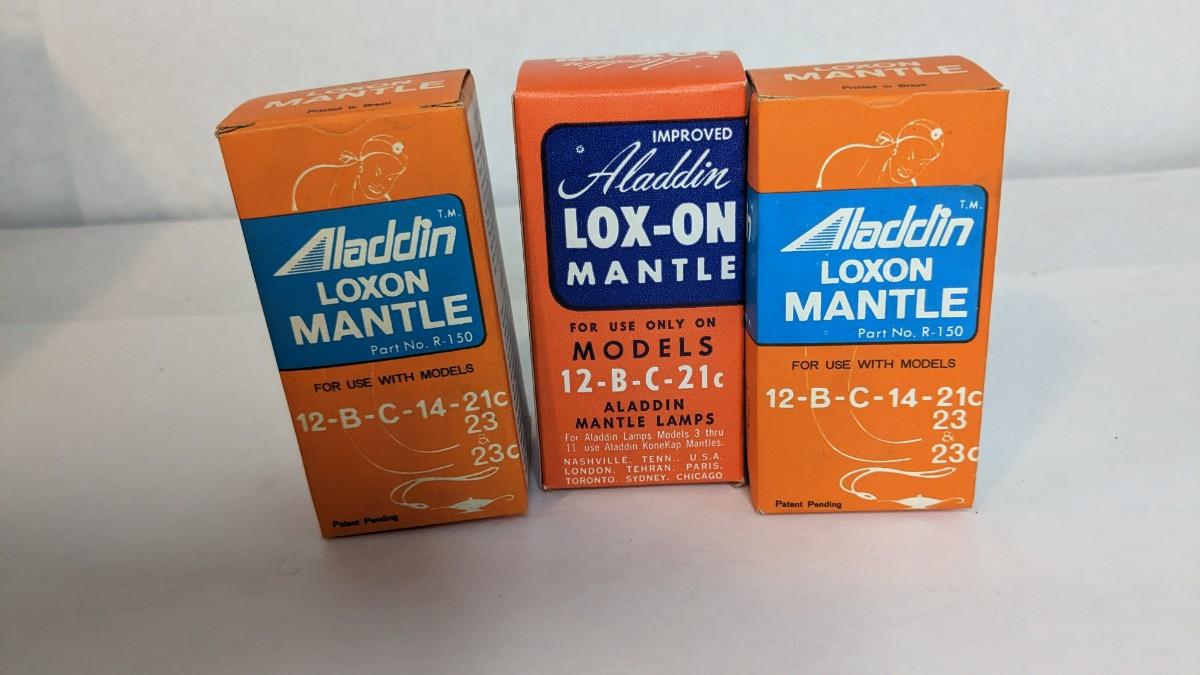 LOXON
MANTLE
Printed in Brazil
Aladdin T.M.
LOXON
MANTLE
Part No. R-150
FOR USE WITH MODELS
12-B-C-14-21c
23
&
23c
Patent Pending
Aladdin
IMPROVED
Aladdin
LOX-ON
MANTLE
FOR USE ONLY ON
MODELS
12-B-C-21c
ALADDIN
MANTLE LAMPS
For Aladdin Lamps Models 3 thru
11, use Aladdin KoneKap Mantles.
NASHVILLE, TENN., U.S.A.
LONDON, TEHRAN, PARIS,
TORONTO, SYDNEY, CHICAGO
LOXON
MANTLE
Printed in Brazil
Aladdin T.M.
LOXON
MANTLE
Part No. R-150
FOR USE WITH MODELS
12-B-C-14-21c
23
&
23c
Patent Pending